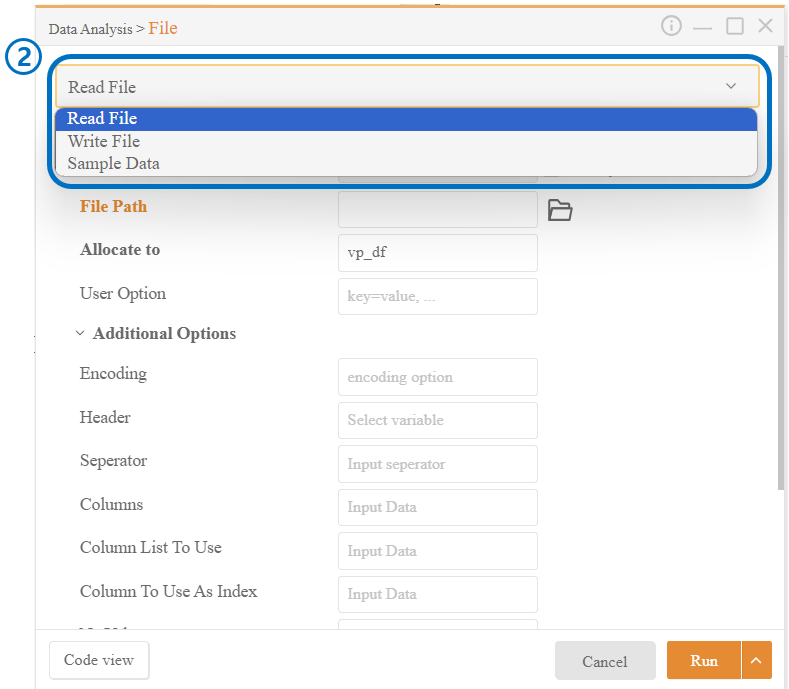 Data Analysis > File
2
Read File
Read File
Write File
Sample Data
File Path
Allocate to vp_df
User Option key=value, ...
Additional Options
Encoding encoding option
Header Select variable
Seperator Input seperator
Columns Input Data
Column List To Use Input Data
Column To Use As Index Input Data
Code view Cancel Run